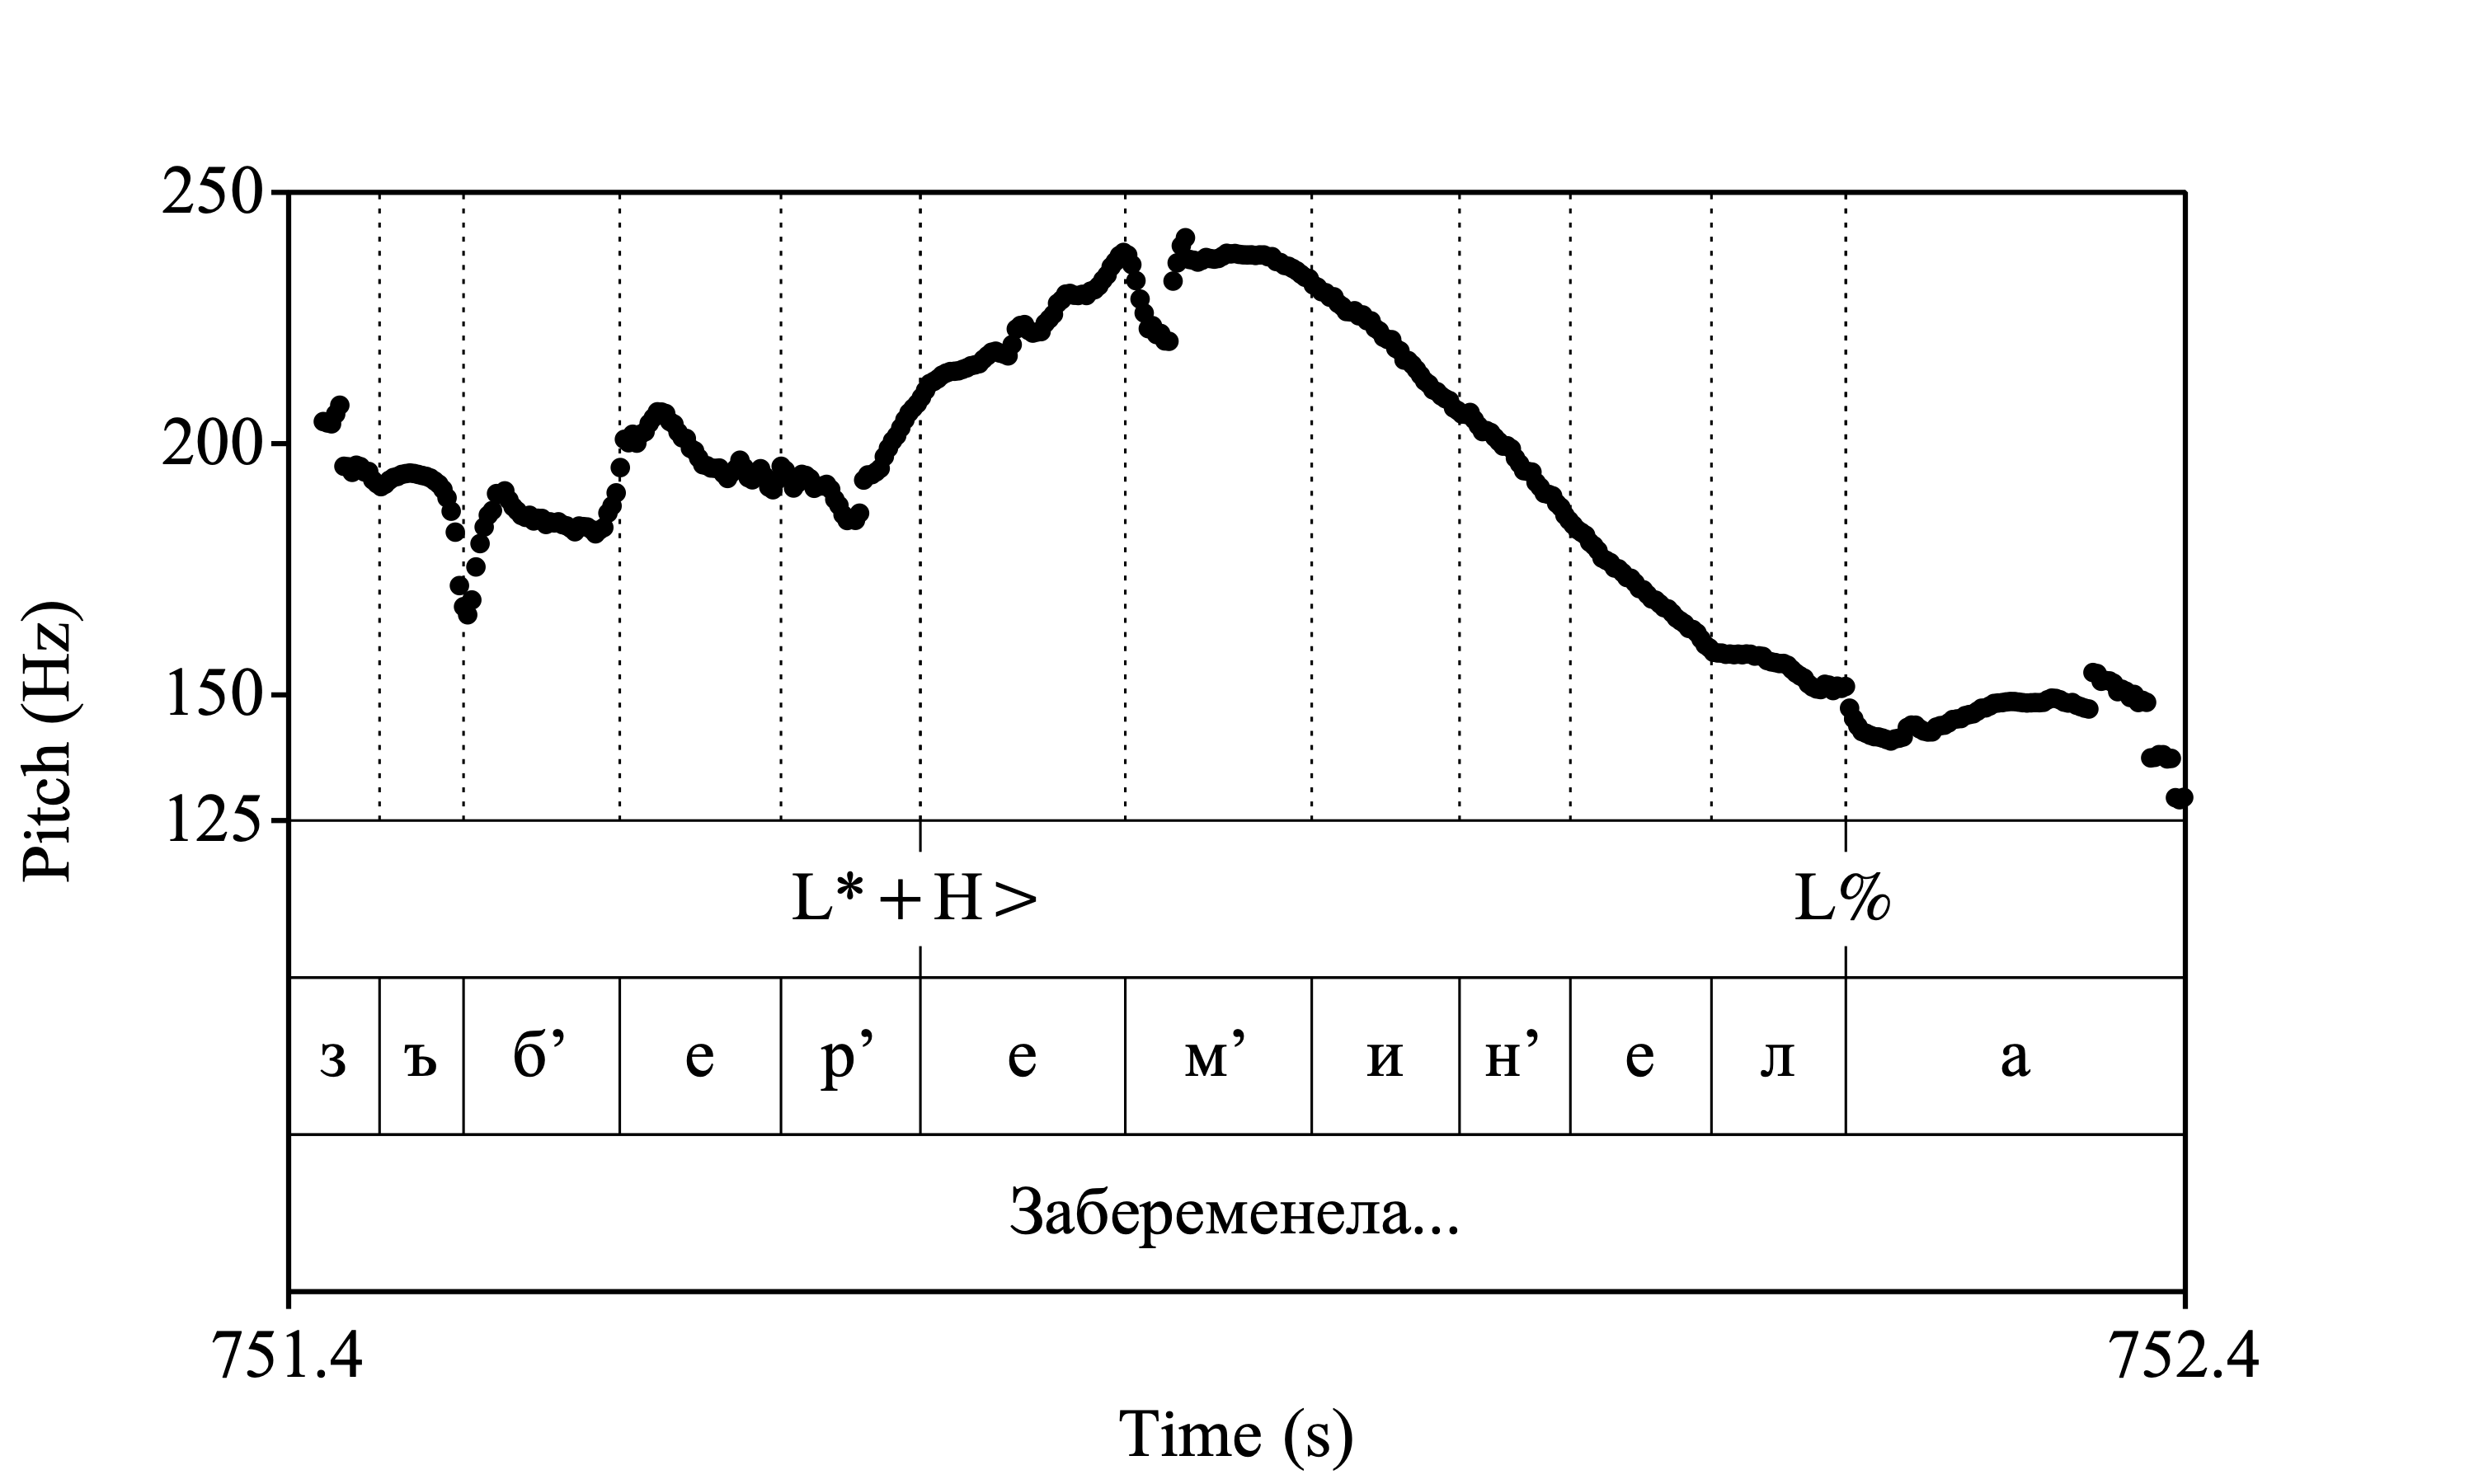 250
200
150
125
Pitch (Hz)
L*+H> L%
з ъ б’ е р’ е м’ и н’ е л а
Забеременела...
751.4 752.4
Time (s)